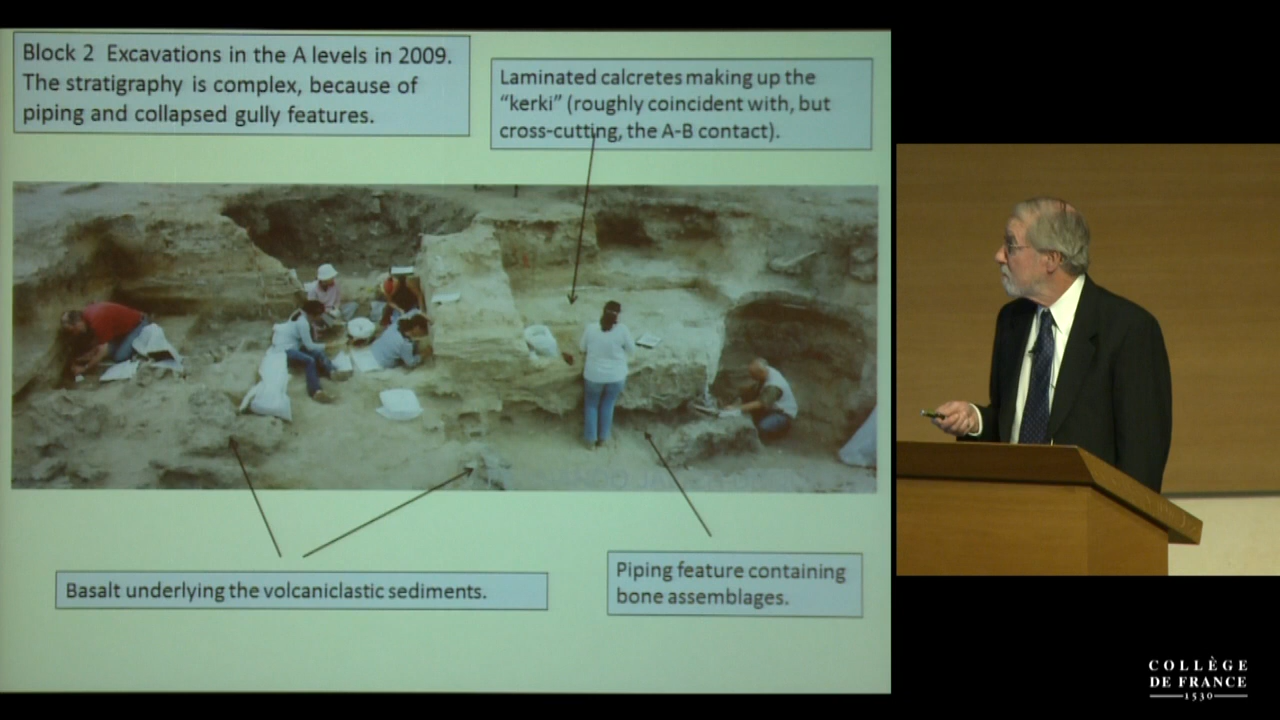 Block 2 Excavations in the A levels in 2009.
The stratigraphy is complex, because of
piping and collapsed gully features.
Laminated calcretes making up the
“kerki” (roughly coincident with, but
cross-cutting, the A-B contact).
Basalt underlying the volcaniclastic sediments.
Piping feature containing
bone assemblages.
COLLÈGE
DE FRANCE
1530